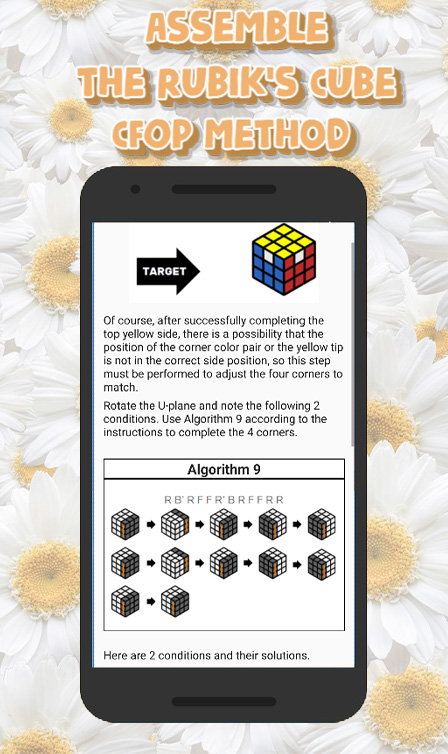 ASSEMBLE
THE RUBIK'S CUBE
CFOP METHOD
TARGET
Of course, after successfully completing the
top yellow side, there is a possibility that the
position of the corner color pair or the yellow tip
is not in the correct side position, so this step
must be performed to adjust the four corners to
match.
Rotate the U-plane and note the following 2
conditions. Use Algorithm 9 according to the
instructions to complete the 4 corners.
Algorithm 9
R B' R F F R' B R F F R R
Here are 2 conditions and their solutions.